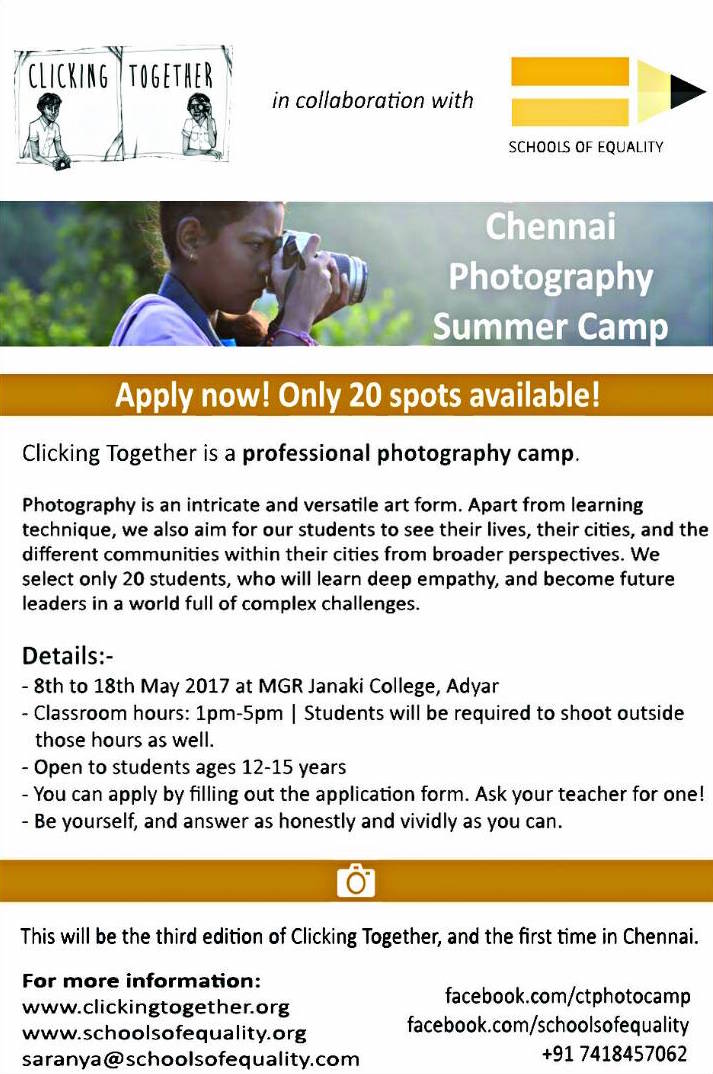 CLICKING TOGETHER
in collaboration with
SCHOOLS OF EQUALITY
Chennai
Photography
Summer Camp
Apply now! Only 20 spots available!
Clicking Together is a professional photography camp.
Photography is an intricate and versatile art form. Apart from learning
technique, we also aim for our students to see their lives, their cities, and the
different communities within their cities from broader perspectives. We
select only 20 students, who will learn deep empathy, and become future
leaders in a world full of complex challenges.
Details:-
- 8th to 18th May 2017 at MGR Janaki College, Adyar
- Classroom hours: 1pm-5pm | Students will be required to shoot outside
those hours as well.
- Open to students ages 12-15 years
- You can apply by filling out the application form. Ask your teacher for one!
- Be yourself, and answer as honestly and vividly as you can.
This will be the third edition of Clicking Together, and the first time in Chennai.
For more information:
www.clickingtogether.org
www.schoolsofequality.org
saranya@schoolsofequality.com
facebook.com/ctphotocamp
facebook.com/schoolsofequality
+91 7418457062